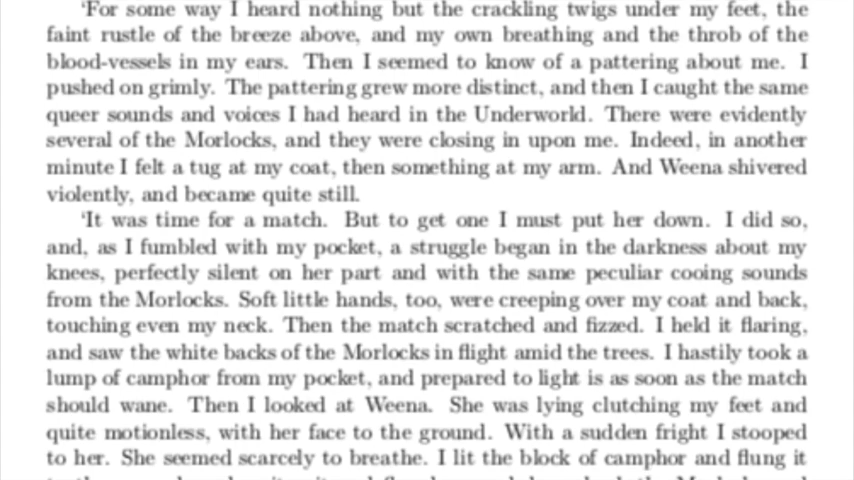 ‘For some way I heard nothing but the crackling twigs under my feet, the
faint rustle of the breeze above, and my own breathing and the throb of the
blood-vessels in my ears. Then I seemed to know of a pattering about me. I
pushed on grimly. The pattering grew more distinct, and then I caught the same
queer sounds and voices I had heard in the Underworld. There were evidently
several of the Morlocks, and they were closing in upon me. Indeed, in another
minute I felt a tug at my coat, then something at my arm. And Weena shivered
violently, and became quite still.
‘It was time for a match. But to get one I must put her down. I did so,
and, as I fumbled with my pocket, a struggle began in the darkness about my
knees, perfectly silent on her part and with the same peculiar cooing sounds
from the Morlocks. Soft little hands, too, were creeping over my coat and back,
touching even my neck. Then the match scratched and fizzed. I held it flaring,
and saw the white backs of the Morlocks in flight amid the trees. I hastily took a
lump of camphor from my pocket, and prepared to light is as soon as the match
should wane. Then I looked at Weena. She was lying clutching my feet and
quite motionless, with her face to the ground. With a sudden fright I stooped
to her. She seemed scarcely to breathe. I lit the block of camphor and flung it